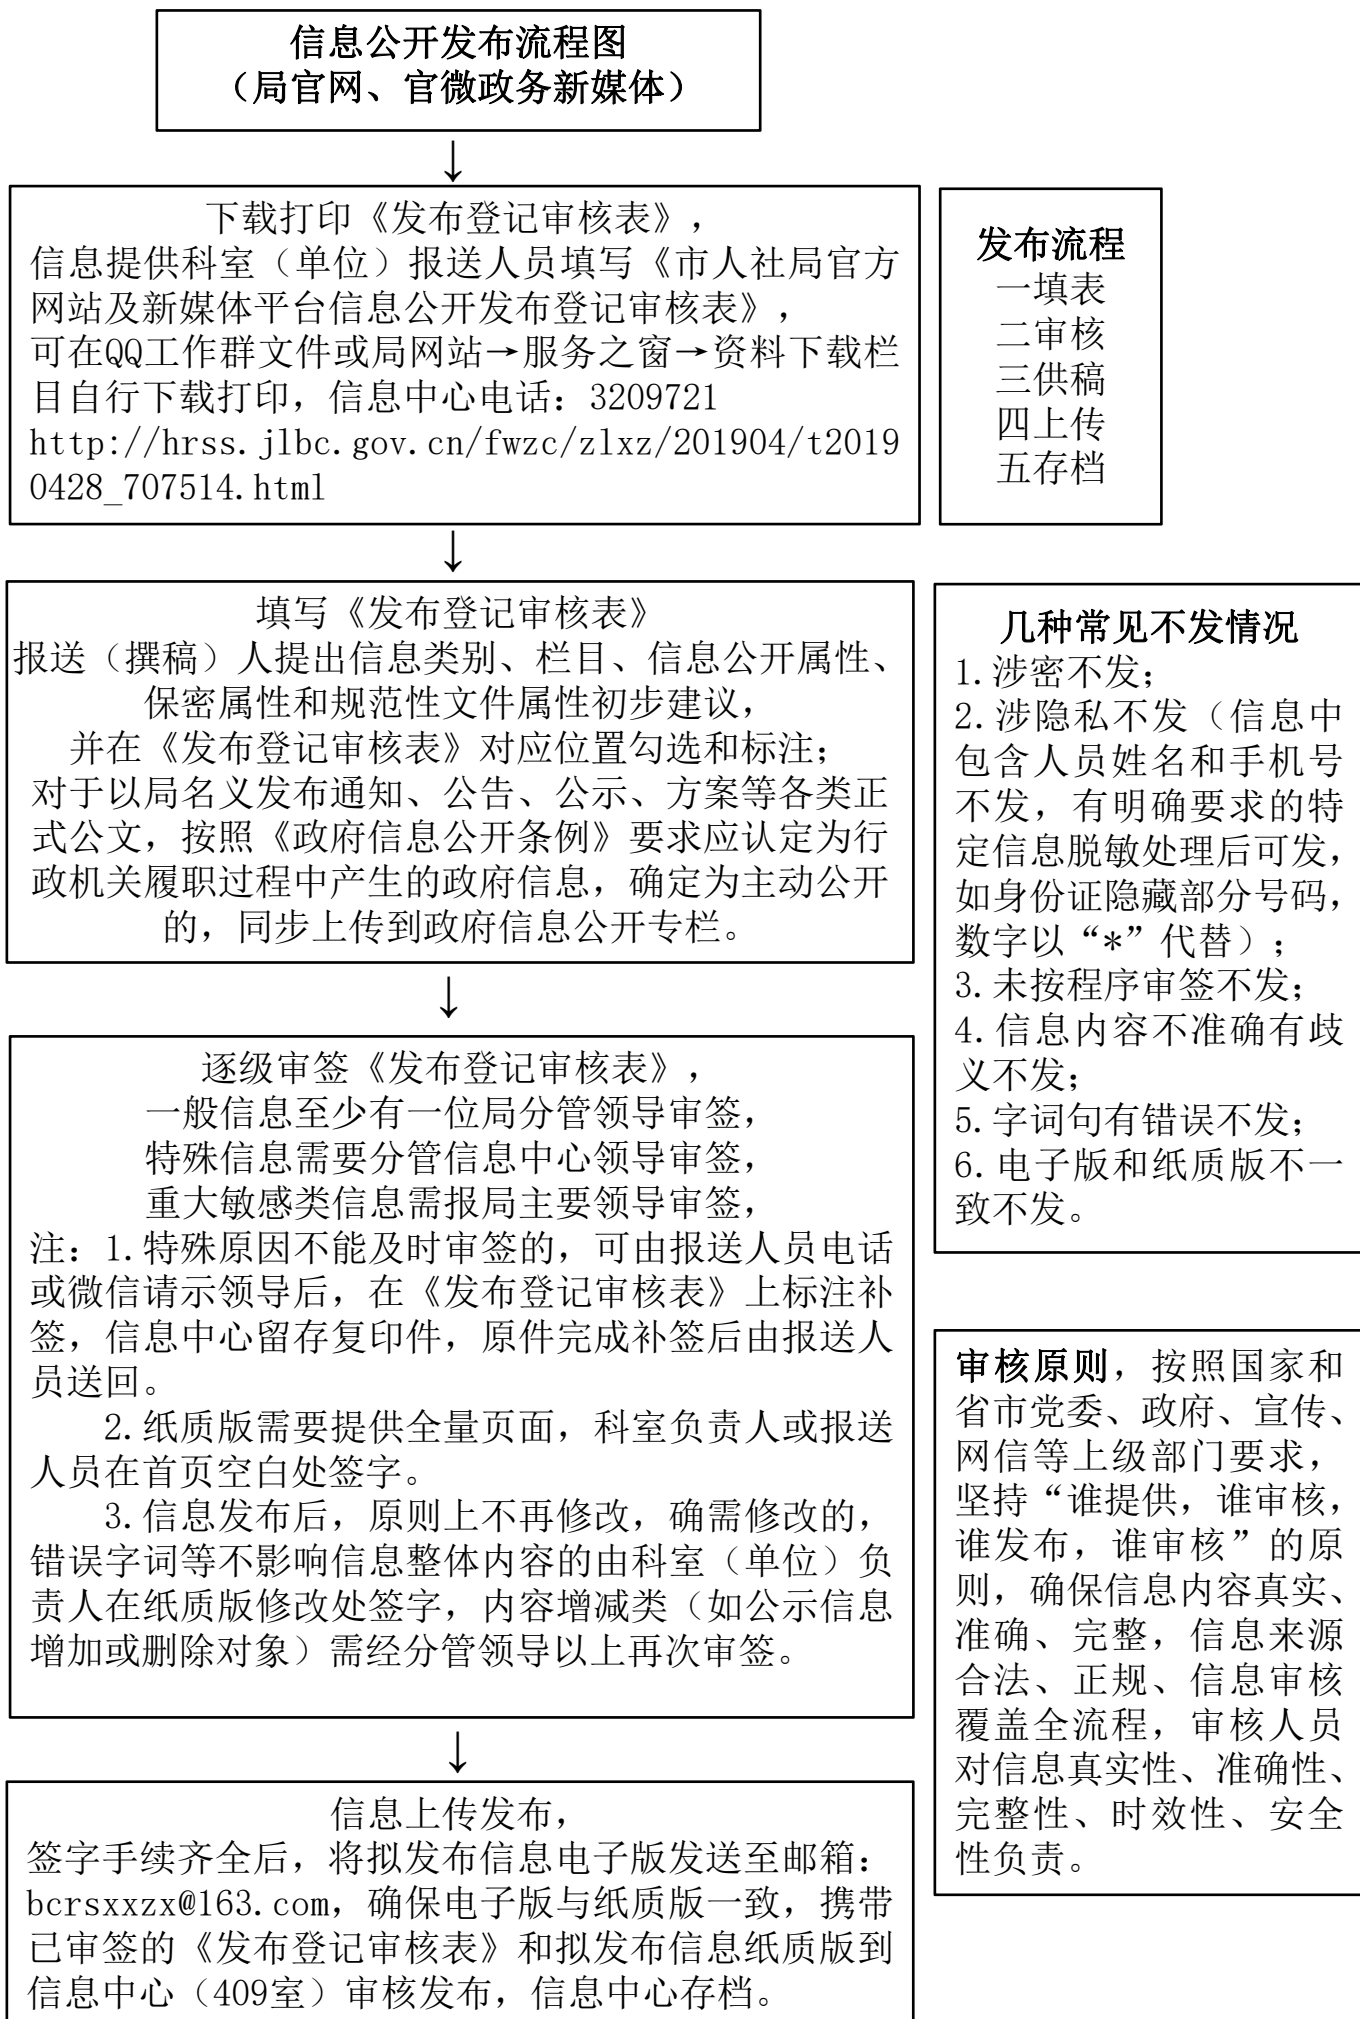 信息公开发布流程图
（局官网、官微政务新媒体）
↓
下载打印《发布登记审核表》，
信息提供科室（单位）报送人员填写《市人社局官方
网站及新媒体平台信息公开发布登记审核表》，
可在QQ工作群文件或局网站→服务之窗→资料下载栏
目自行下载打印，信息中心电话：3209721
http://hrss.jlbc.gov.cn/fwzc/zlxz/201904/t2019
0428_707514.html
发布流程
一填表
二审核
三供稿
四上传
五存档
↓
填写《发布登记审核表》
报送（撰稿）人提出信息类别、栏目、信息公开属性、
保密属性和规范性文件属性初步建议，
并在《发布登记审核表》对应位置勾选和标注；
对于以局名义发布通知、公告、公示、方案等各类正
式公文，按照《政府信息公开条例》要求应认定为行
政机关履职过程中产生的政府信息，确定为主动公开
的，同步上传到政府信息公开专栏。
几种常见不发情况
1.涉密不发；
2.涉隐私不发（信息中
包含人员姓名和手机号
不发，有明确要求的特
定信息脱敏处理后可发，
如身份证隐藏部分号码，
数字以“*”代替）；
3.未按程序审签不发；
4.信息内容不准确有歧
义不发；
5.字词句有错误不发；
6.电子版和纸质版不一
致不发。
↓
逐级审签《发布登记审核表》，
一般信息至少有一位局分管领导审签，
特殊信息需要分管信息中心领导审签，
重大敏感类信息需报局主要领导审签，
注：1.特殊原因不能及时审签的，可由报送人员电话
或微信请示领导后，在《发布登记审核表》上标注补
签，信息中心留存复印件，原件完成补签后由报送人
员送回。
2.纸质版需要提供全量页面，科室负责人或报送
人员在首页空白处签字。
3.信息发布后，原则上不再修改，确需修改的，
错误字词等不影响信息整体内容的由科室（单位）负
责人在纸质版修改处签字，内容增减类（如公示信息
增加或删除对象）需经分管领导以上再次审签。
审核原则，按照国家和
省市党委、政府、宣传、
网信等上级部门要求，
坚持“谁提供，谁审核，
谁发布，谁审核”的原
则，确保信息内容真实、
准确、完整，信息来源
合法、正规、信息审核
覆盖全流程，审核人员
对信息真实性、准确性、
完整性、时效性、安全
性负责。
↓
信息上传发布，
签字手续齐全后，将拟发布信息电子版发送至邮箱：
bcrsxxzx@163.com，确保电子版与纸质版一致，携带
已审签的《发布登记审核表》和拟发布信息纸质版到
信息中心（409室）审核发布，信息中心存档。